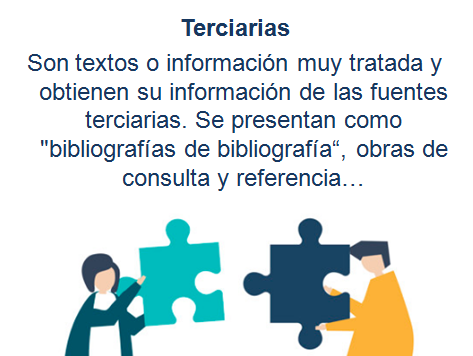 Terciarias
Son textos o información muy tratada y
obtienen su información de las fuentes
terciarias. Se presentan como
"bibliografías de bibliografía“, obras de
consulta y referencia…